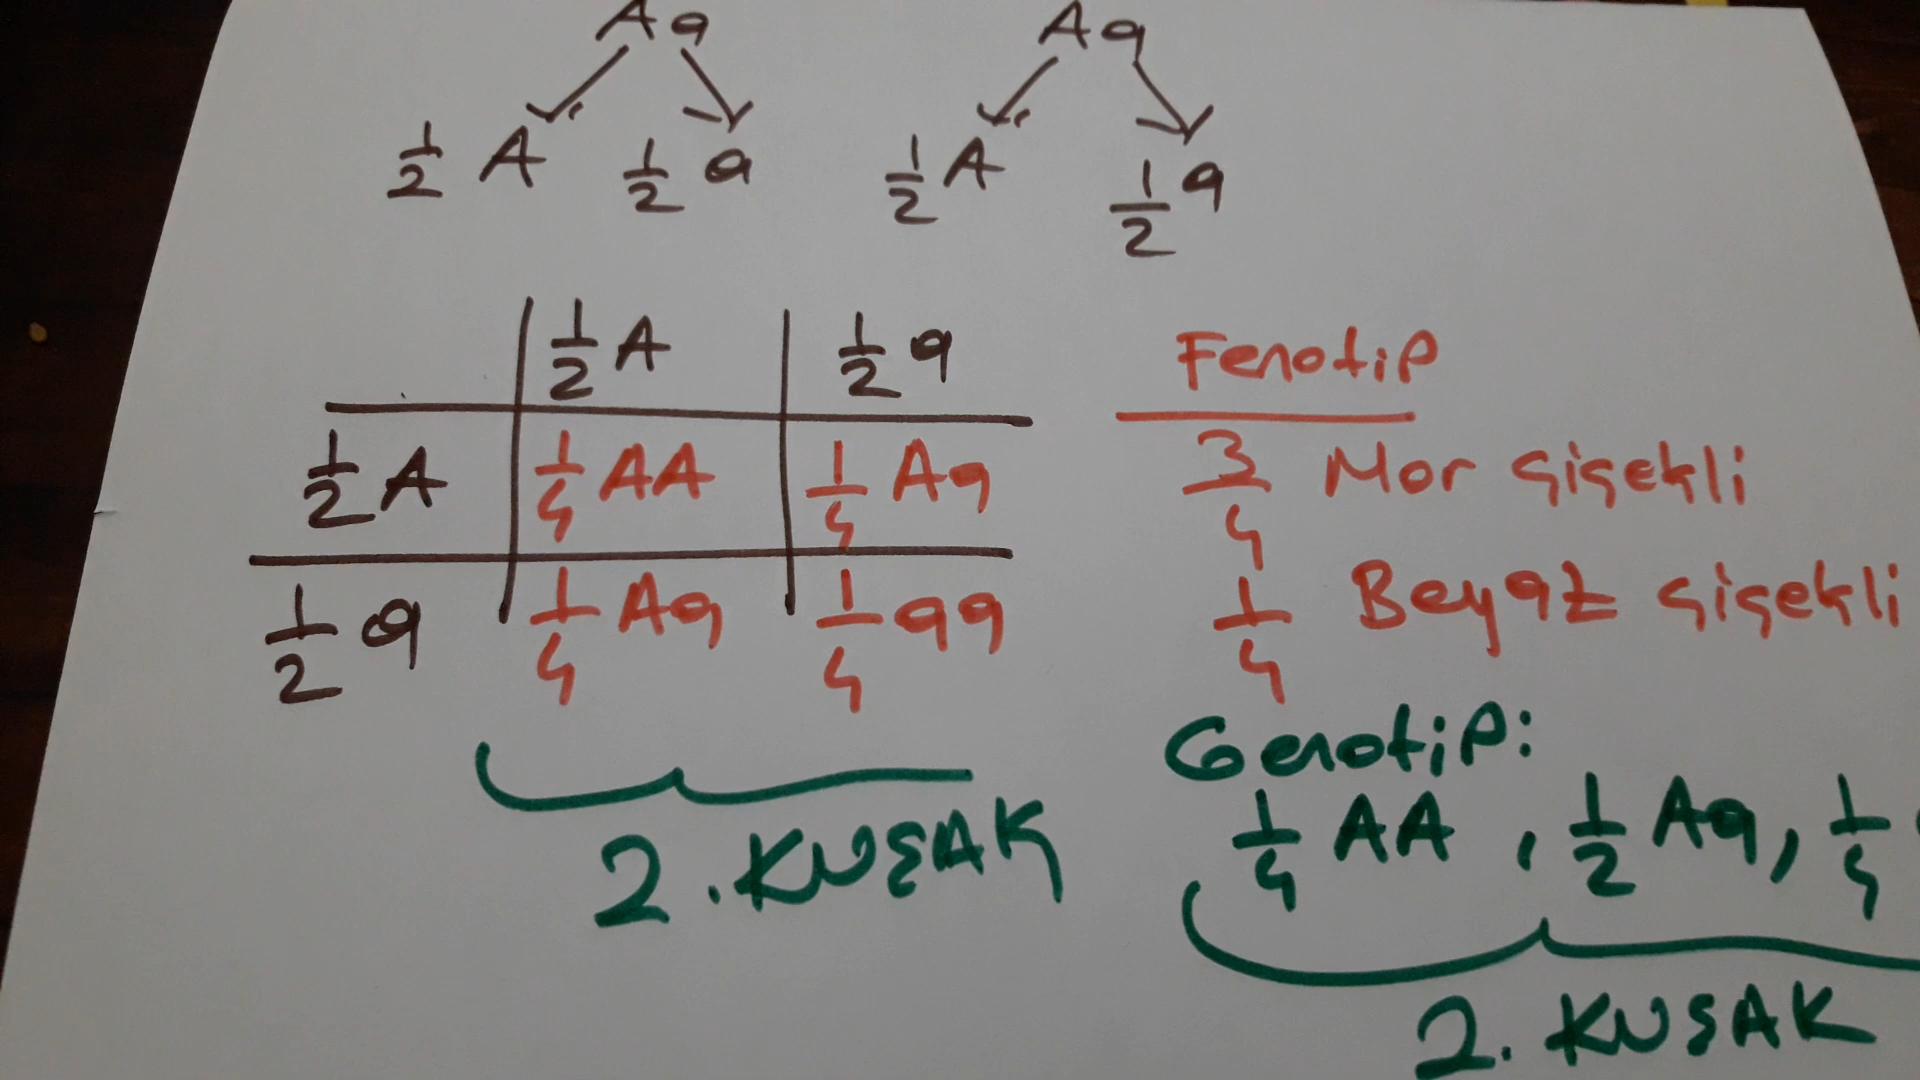 Aa Aa
1/2 A 1/2 a 1/2 A 1/2 a
1/2 A 1/2 a
1/2 A 1/4 AA 1/4 Aa
1/2 a 1/4 Aa 1/4 aa
Fenotip
3/4 Mor çiçekli
1/4 Beyaz çiçekli
Genotip:
1/4 AA, 1/2 Aa, 1/4
2. KUŞAK
2. KUŞAK